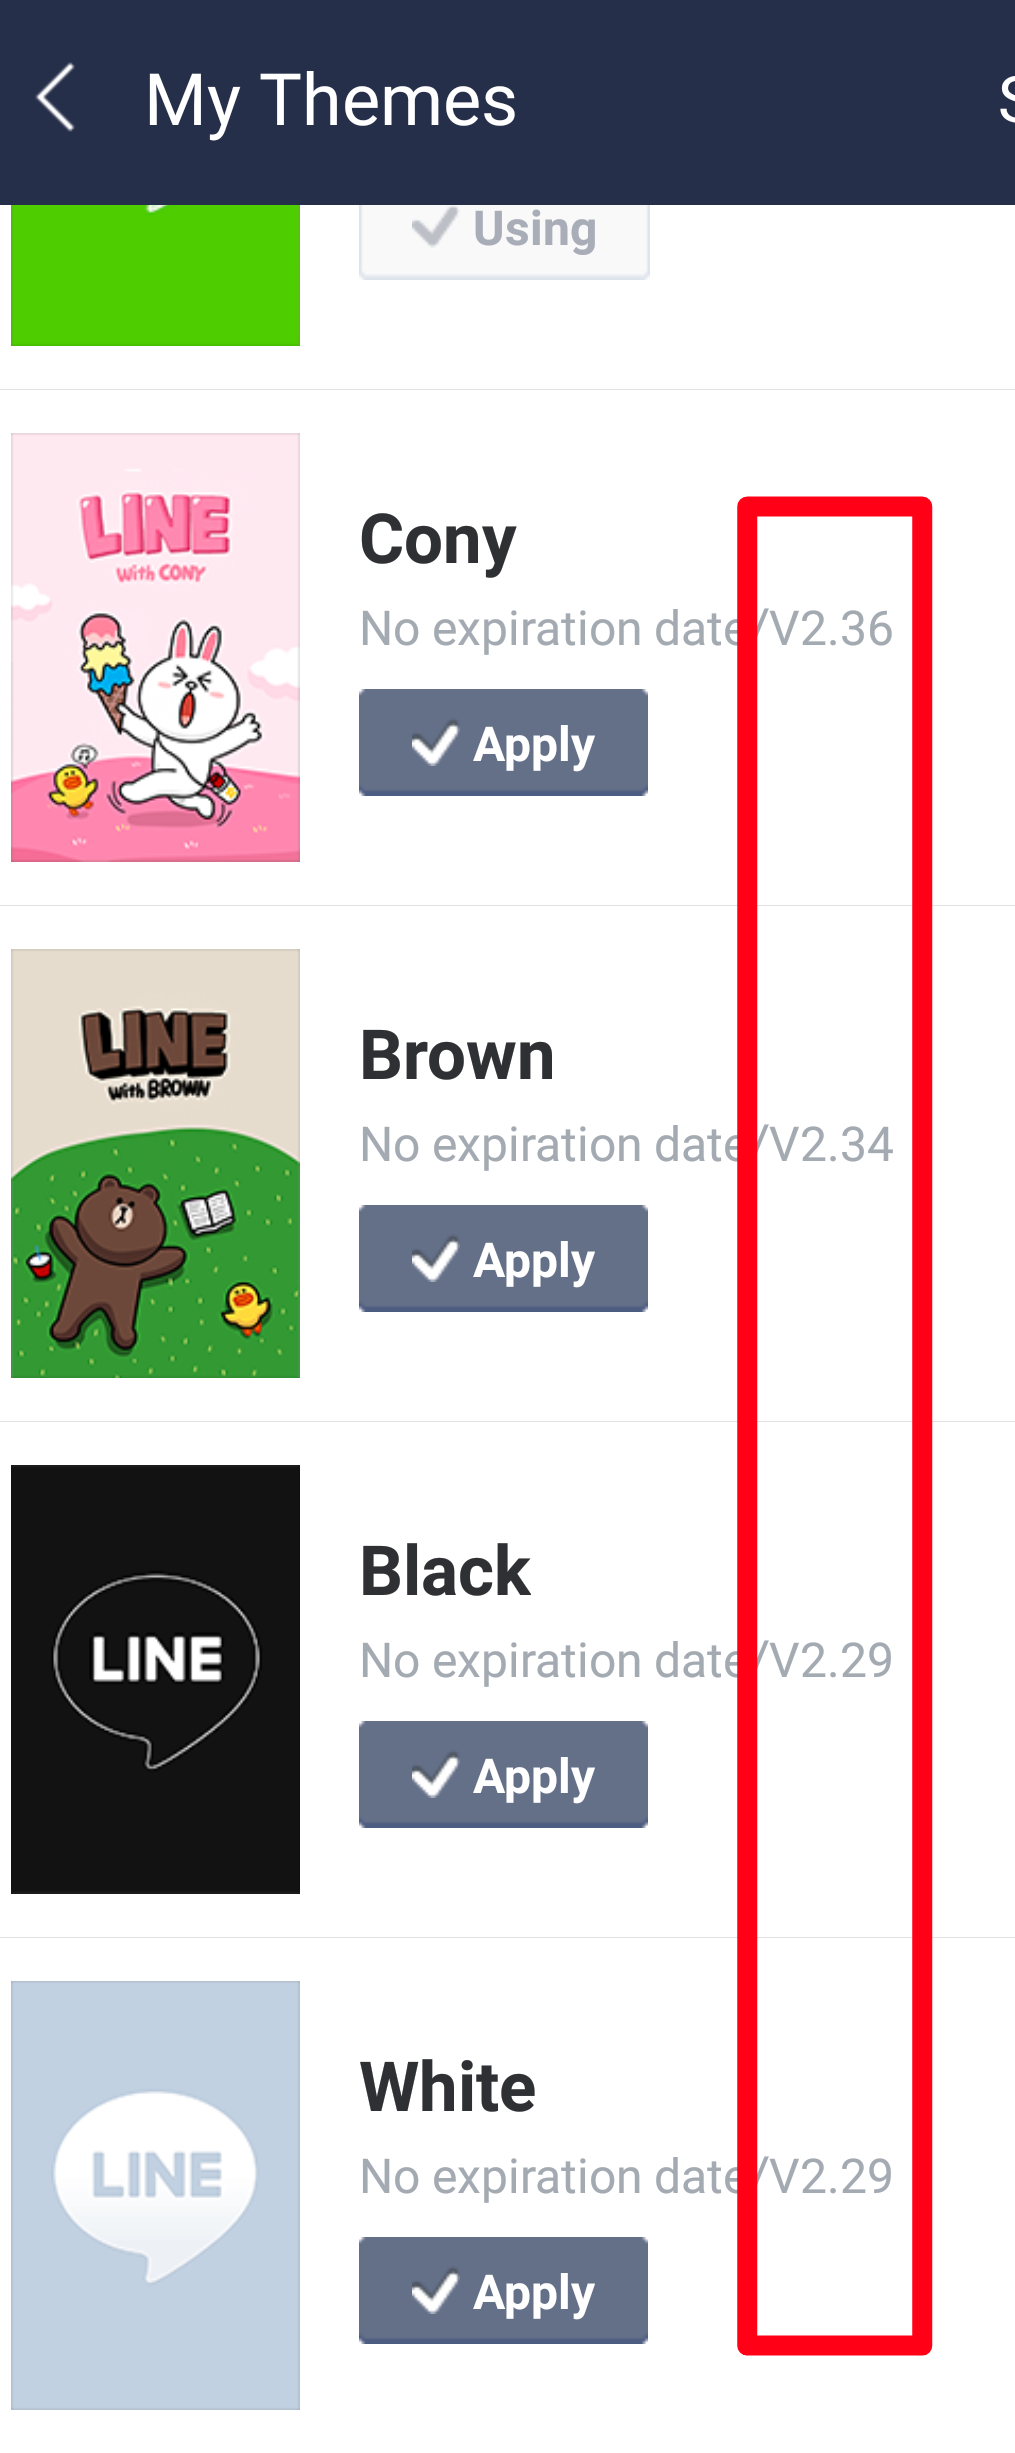 My Themes
Using
LINE
with CONY
Cony
No expiration date/V2.36
Apply
LINE
with BROWN
Brown
No expiration date/V2.34
Apply
LINE
Black
No expiration date/V2.29
Apply
LINE
White
No expiration date/V2.29
Apply